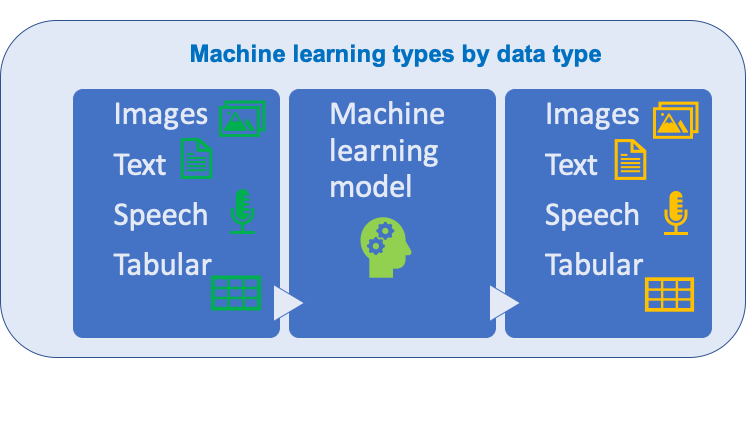 Machine learning types by data type
Images
Text
Speech
Tabular
Machine
learning
model
Images
Text
Speech
Tabular